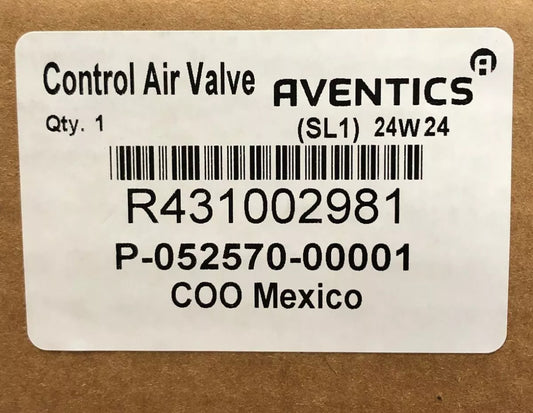 Control Air Valve AVENTICS A
Qty. 1 (SL1) 24W24
R431002981
P-052570-00001
COO Mexico